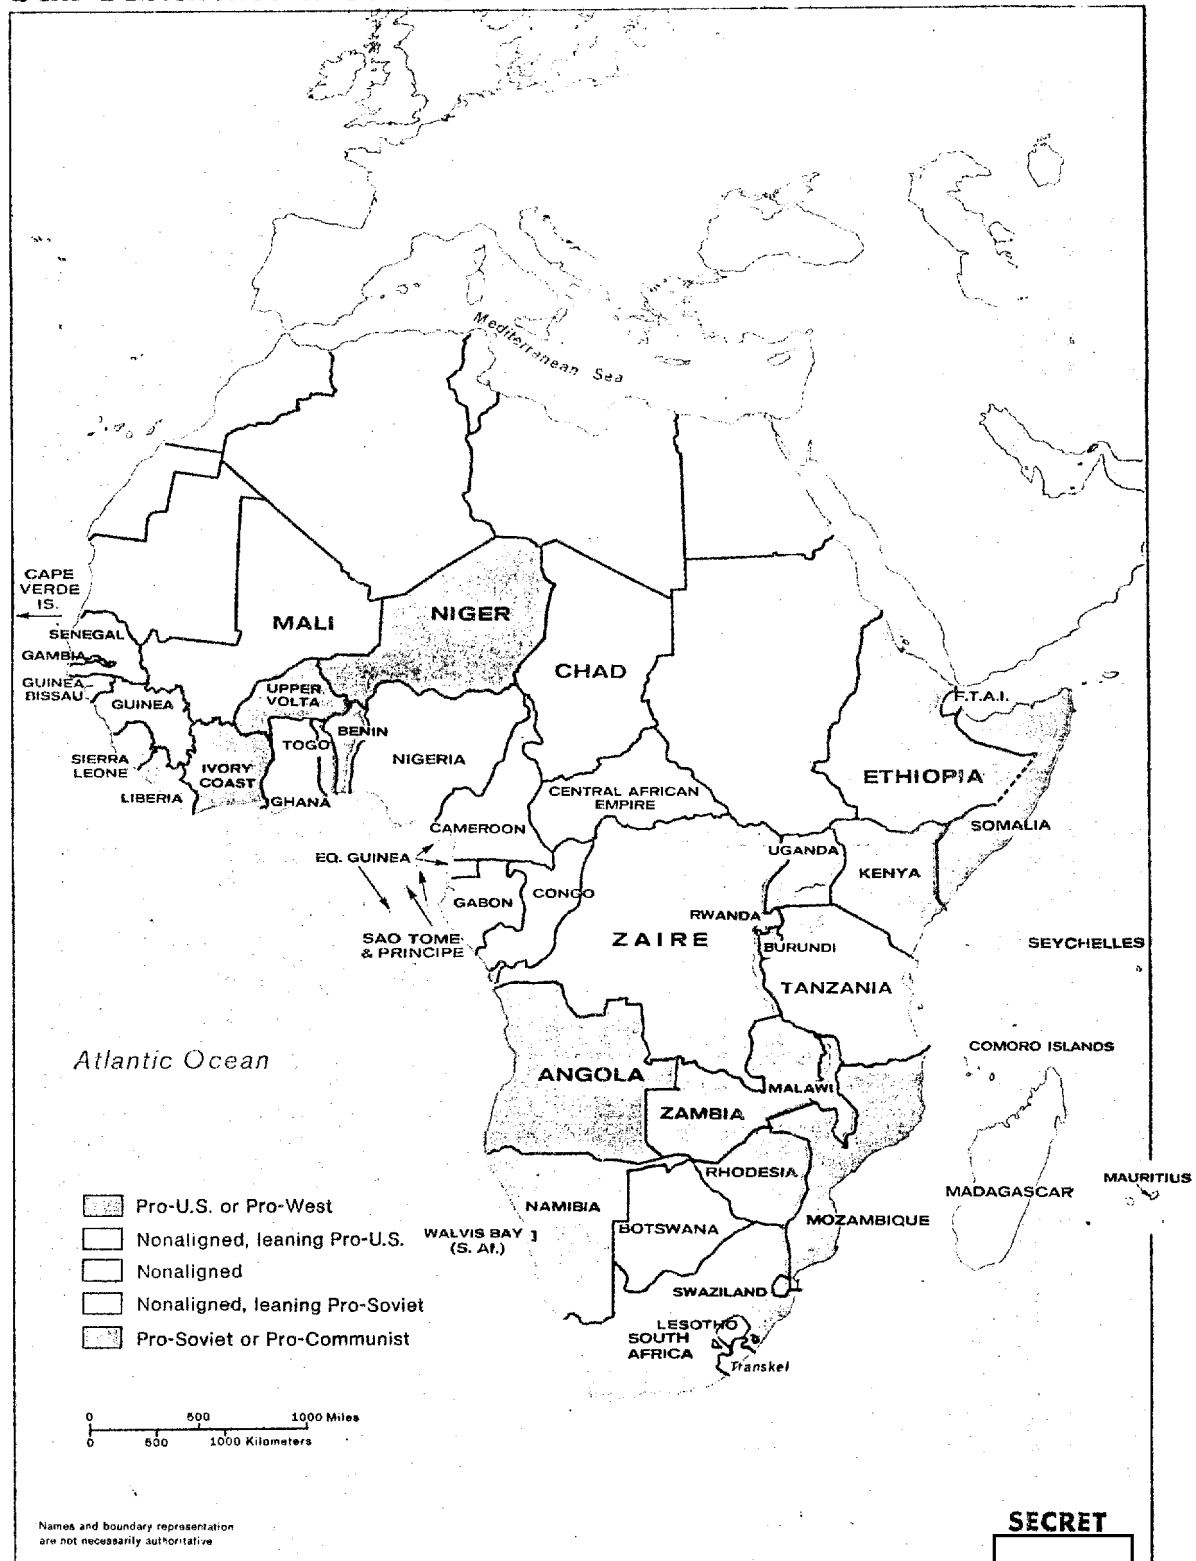 Mediterranean Sea
CAPE
VERDE
IS.
MALI
NIGER
CHAD
SENEGAL
GAMBIA
GUINEA-
BISSAU
GUINEA
UPPER
VOLTA
F.T.A.I.
BENIN
TOGO
NIGERIA
SIERRA
LEONE
IVORY
COAST
LIBERIA
GHANA
ETHIOPIA
CENTRAL AFRICAN
EMPIRE
SOMALIA
CAMEROON
EQ. GUINEA
UGANDA
KENYA
GABON
CONGO
RWANDA
SAO TOME
& PRINCIPE
ZAIRE
BURUNDI
SEYCHELLES
TANZANIA
Atlantic Ocean
COMORO ISLANDS
ANGOLA
MALAWI
ZAMBIA
RHODESIA
MADAGASCAR
MAURITIUS
NAMIBIA
MOZAMBIQUE
BOTSWANA
WALVIS BAY
(S. Af.)
SWAZILAND
LESOTHO
SOUTH
AFRICA
Transkei
Pro-U.S. or Pro-West
Nonaligned, leaning Pro-U.S.
Nonaligned
Nonaligned, leaning Pro-Soviet
Pro-Soviet or Pro-Communist
0 500 1000 Miles
0 500 1000 Kilometers
Names and boundary representation
are not necessarily authoritative
SECRET